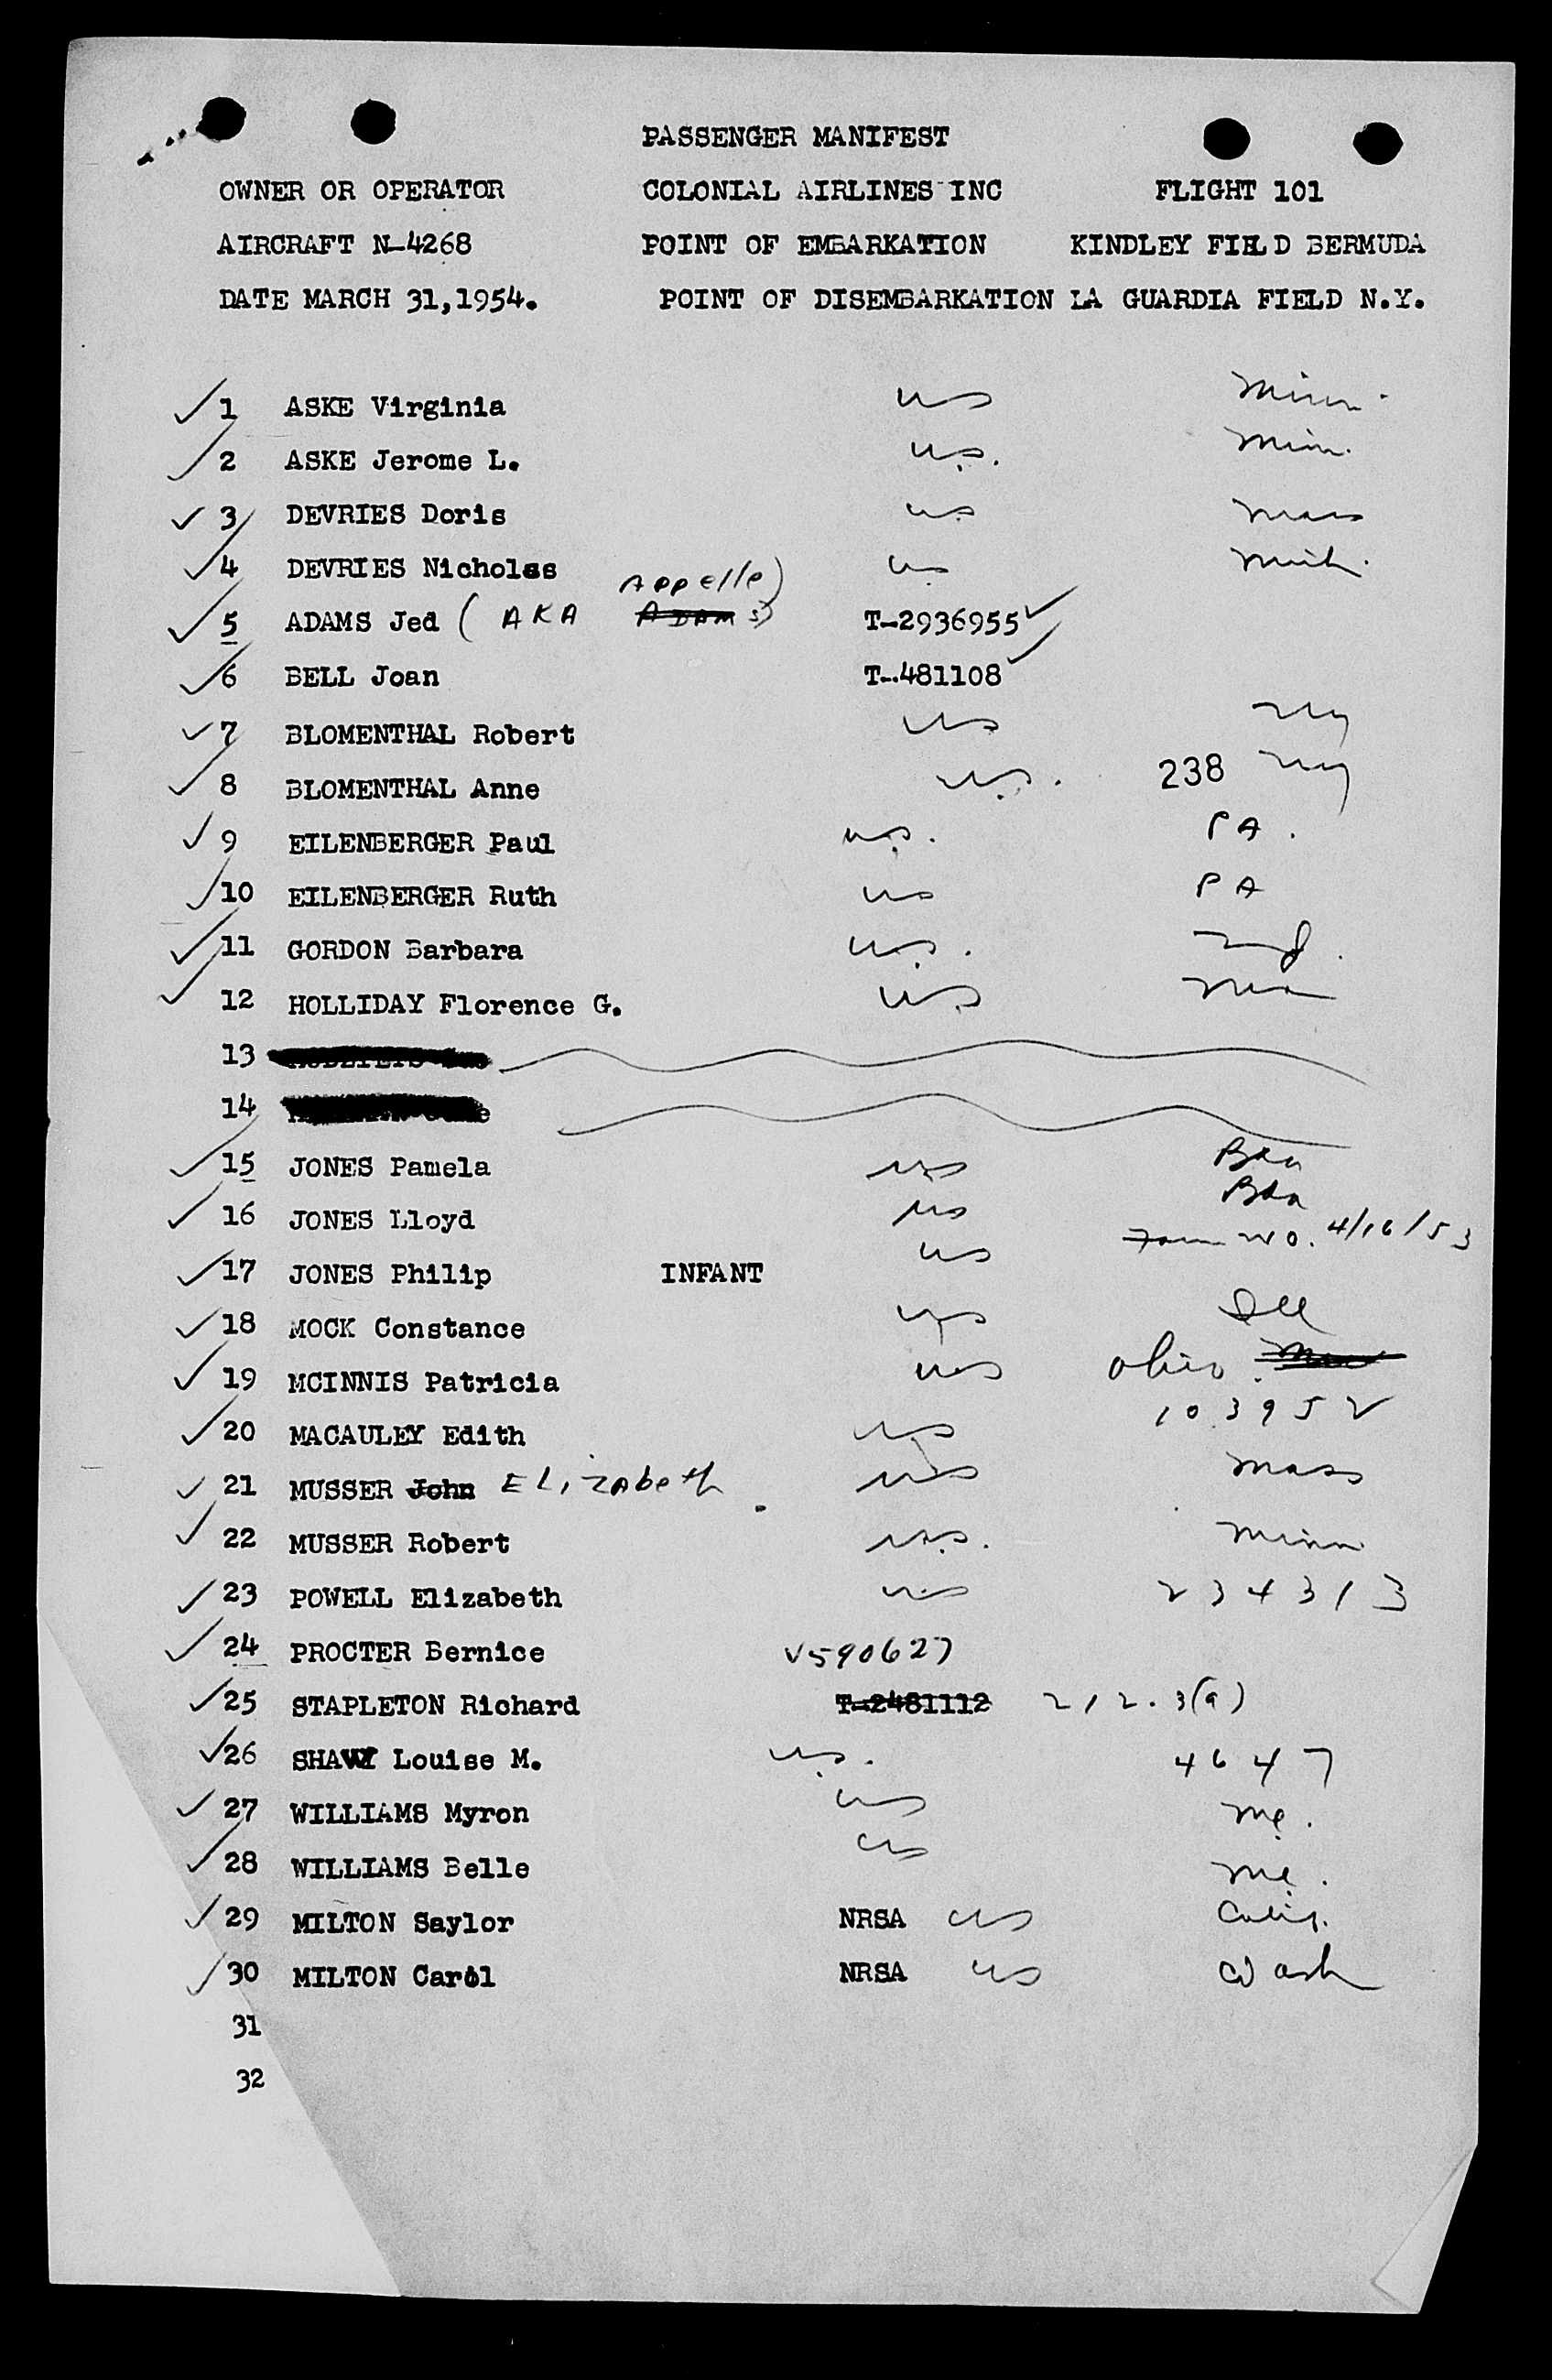 PASSENGER MANIFEST
OWNER OR OPERATOR COLONIAL AIRLINES INC FLIGHT 101
AIRCRAFT N-4268 POINT OF EMBARKATION KINDLEY FIELD BERMUDA
DATE MARCH 31,1954. POINT OF DISEMBARKATION LA GUARDIA FIELD N.Y.
1 ASKE Virginia US Minn.
2 ASKE Jerome L. U.S. Minn.
3 DEVRIES Doris US Mass
4 DEVRIES Nicholas US Mich.
Appelle)
5 ADAMS Jed (AKA ADAMS) T-2936955
6 BELL Joan T-481108
7 BLOMENTHAL Robert US NY
8 BLOMENTHAL Anne U.S. 238 NY
9 EILENBERGER Paul U.S. PA.
10 EILENBERGER Ruth US PA
11 GORDON Barbara U.S.
12 HOLLIDAY Florence G. US
13
14
15 JONES Pamela US Bda
16 JONES Lloyd US Bda
17 JONES Philip INFANT US 4/16/53
18 MOCK Constance US Ill
19 MCINNIS Patricia US Ohio
20 MACAULEY Edith US 103952
21 MUSSER John Elizabeth US Mass
22 MUSSER Robert U.S. Minn
23 POWELL Elizabeth US 234313
24 PROCTER Bernice V590627
25 STAPLETON Richard T-2481112 212.3(a)
26 SHAW Louise M. U.S. 4647
27 WILLIAMS Myron US Me.
28 WILLIAMS Belle US Me.
29 MILTON Saylor NRSA US Calif.
30 MILTON Carol NRSA US Wash
31
32